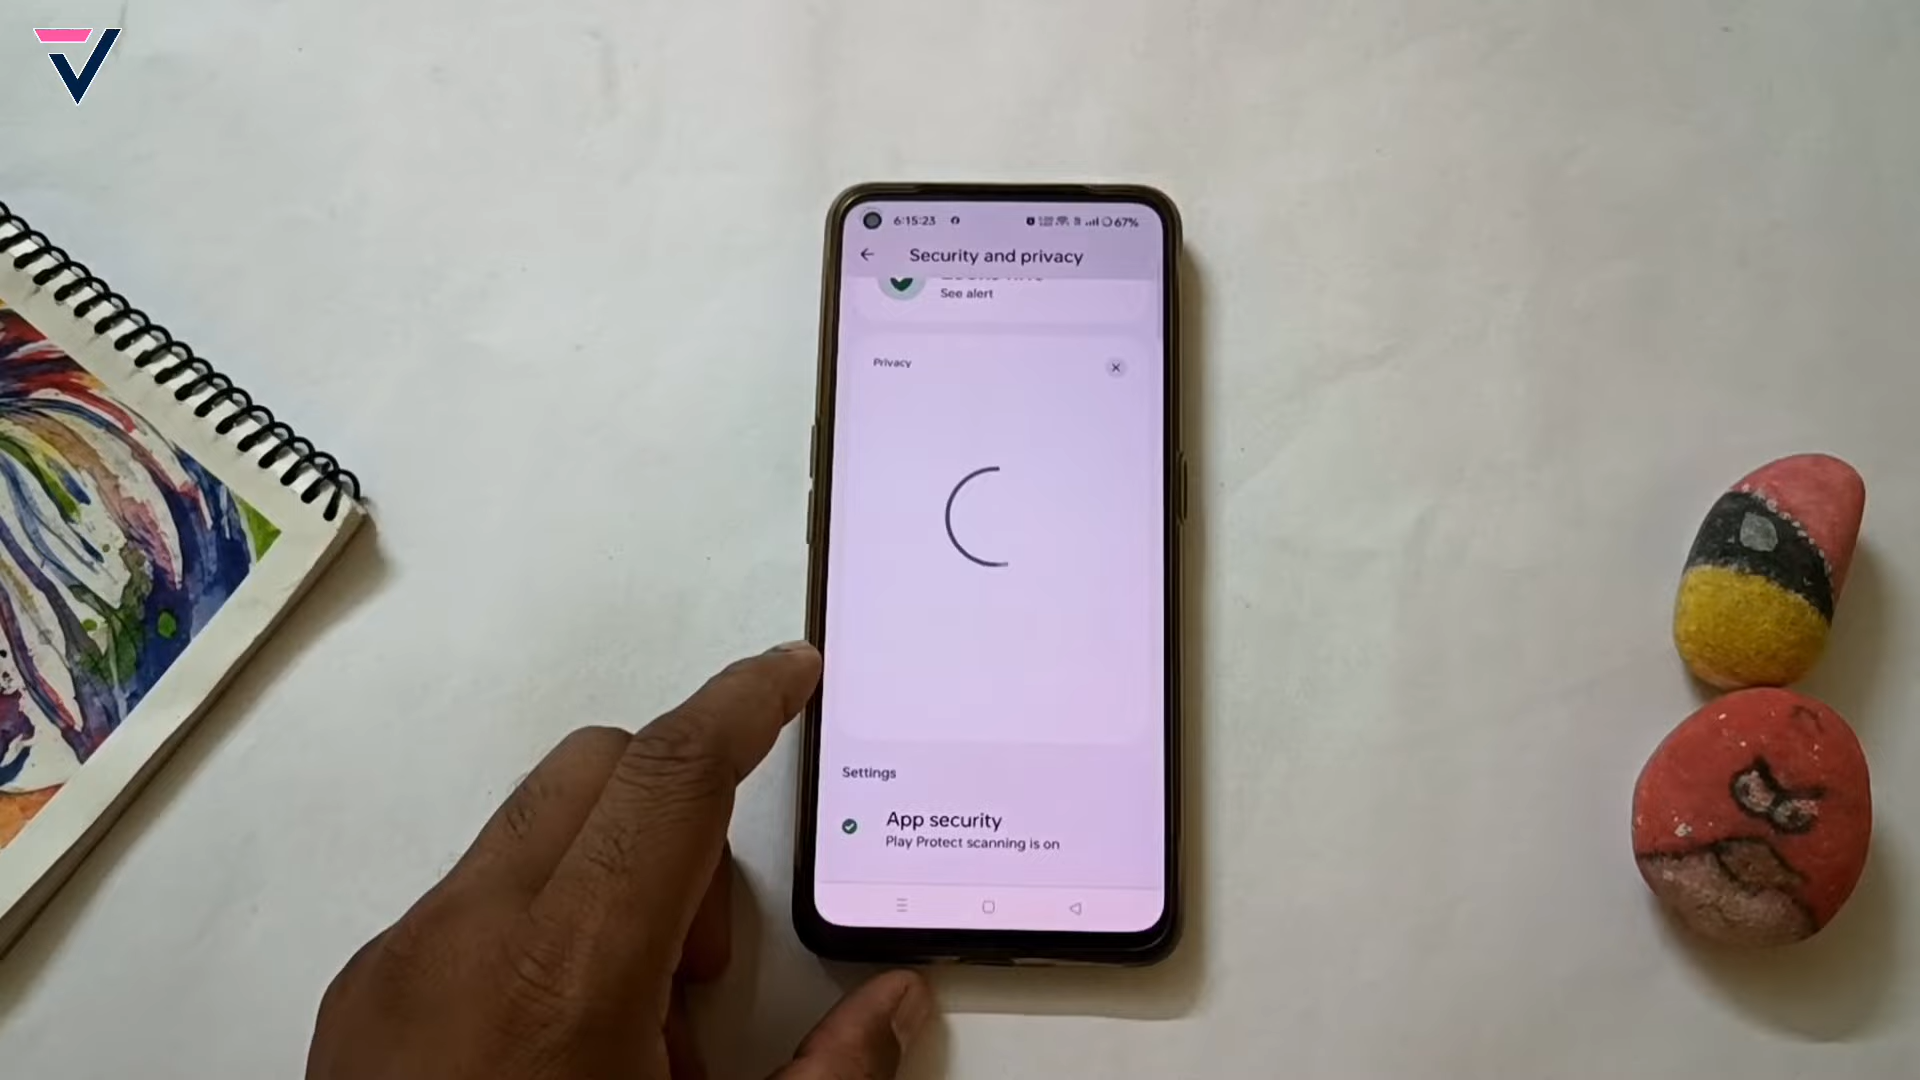 6:15:23
67%
Security and privacy
See alert
Privacy
Settings
App security
Play Protect scanning is on